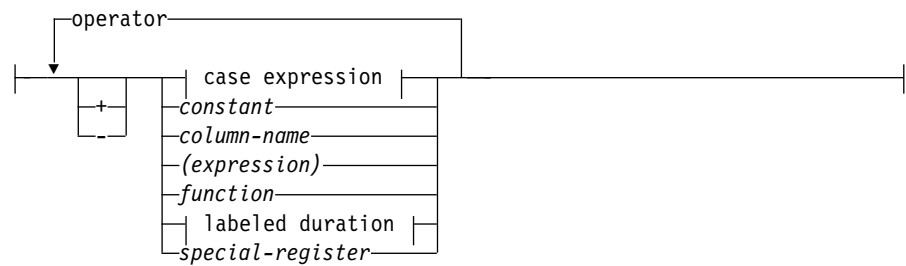 operator
case expression
+
constant
-
column-name
(expression)
function
labeled duration
special-register